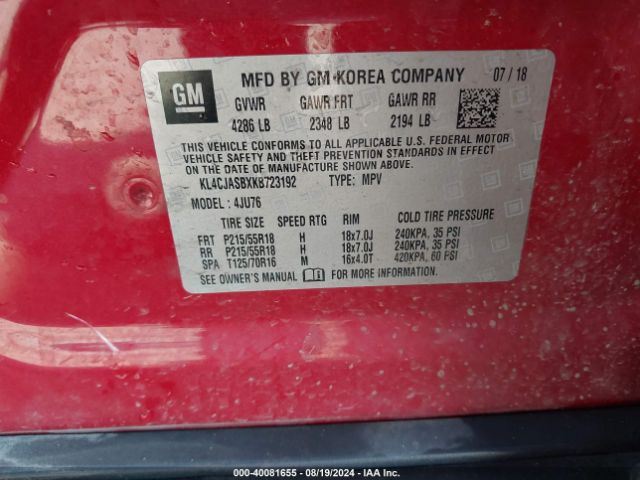 GM
MFD BY GM KOREA COMPANY 07 / 18
GVWR GAWR FRT GAWR RR
4286 LB 2348 LB 2194 LB
THIS VEHICLE CONFORMS TO ALL APPLICABLE U.S. FEDERAL MOTOR
VEHICLE SAFETY AND THEFT PREVENTION STANDARDS IN EFFECT
ON THE DATE OF MANUFACTURE SHOWN ABOVE.
KL4CJASBXKB723192 TYPE: MPV
MODEL : 4JU76
TIRE SIZE SPEED RTG RIM COLD TIRE PRESSURE
FRT P215/55R18 H 18x7.0J 240KPA, 35 PSI
RR P215/55R18 H 18x7.0J 240KPA, 35 PSI
SPA T125/70R16 M 16x4.0T 420KPA, 60 PSI
SEE OWNER'S MANUAL FOR MORE INFORMATION.
000-40081655 - 08/19/2024 - IAA Inc.